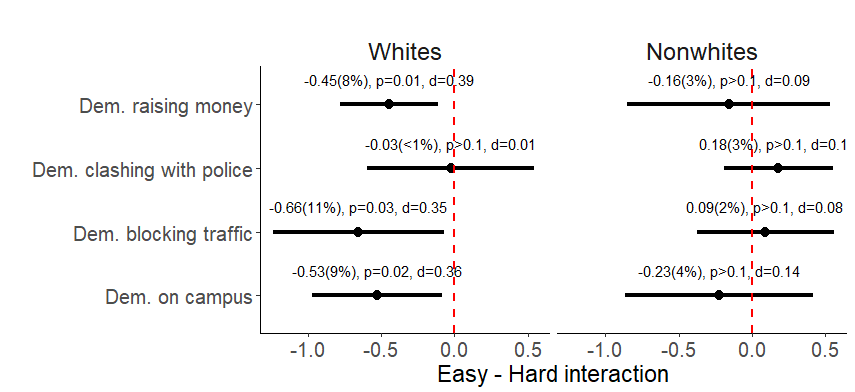 Whites Nonwhites
-0.45(8%), p=0.01, d=0.39 -0.16(3%), p>0.1, d=0.09
Dem. raising money
-0.03(<1%), p>0.1, d=0.01 0.18(3%), p>0.1, d=0.1
Dem. clashing with police
-0.66(11%), p=0.03, d=0.35 0.09(2%), p>0.1, d=0.08
Dem. blocking traffic
-0.53(9%), p=0.02, d=0.36 -0.23(4%), p>0.1, d=0.14
Dem. on campus
-1.0 -0.5 0.0 0.5 -1.0 -0.5 0.0 0.5
Easy - Hard interaction